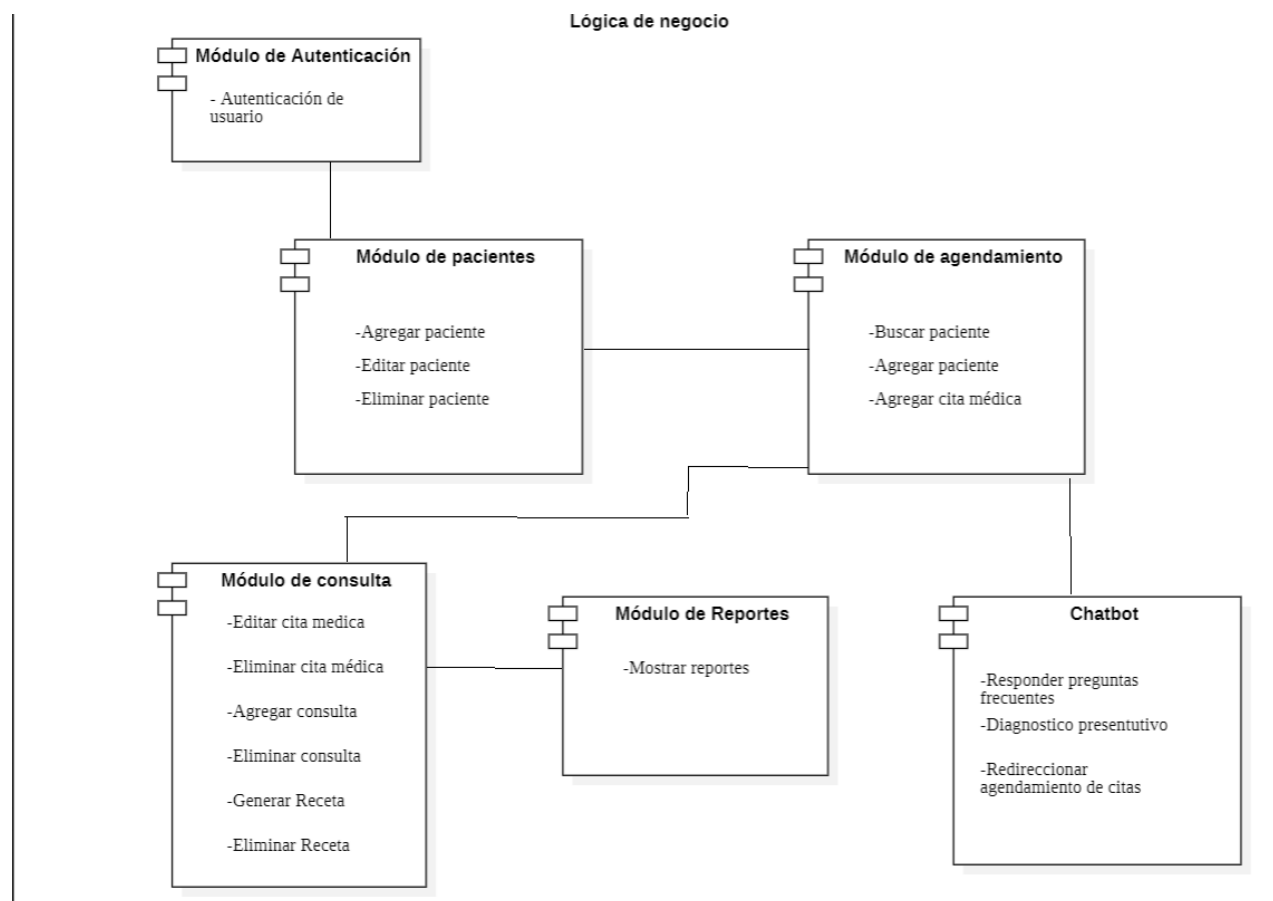 Lógica de negocio
Módulo de Autenticación
- Autenticación de
usuario
Módulo de pacientes
-Agregar paciente
-Editar paciente
-Eliminar paciente
Módulo de agendamiento
-Buscar paciente
-Agregar paciente
-Agregar cita médica
Módulo de consulta
-Editar cita medica
-Eliminar cita médica
-Agregar consulta
-Eliminar consulta
-Generar Receta
-Eliminar Receta
Módulo de Reportes
-Mostrar reportes
Chatbot
-Responder preguntas
frecuentes
-Diagnostico presentutivo
-Redireccionar
agendamiento de citas